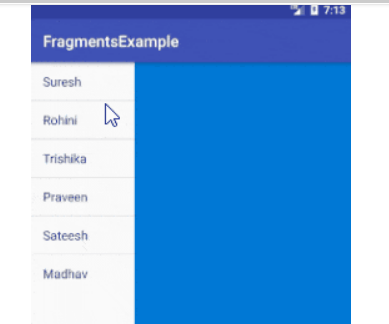 7:13
FragmentsExample
Suresh
Rohini
Trishika
Praveen
Sateesh
Madhav